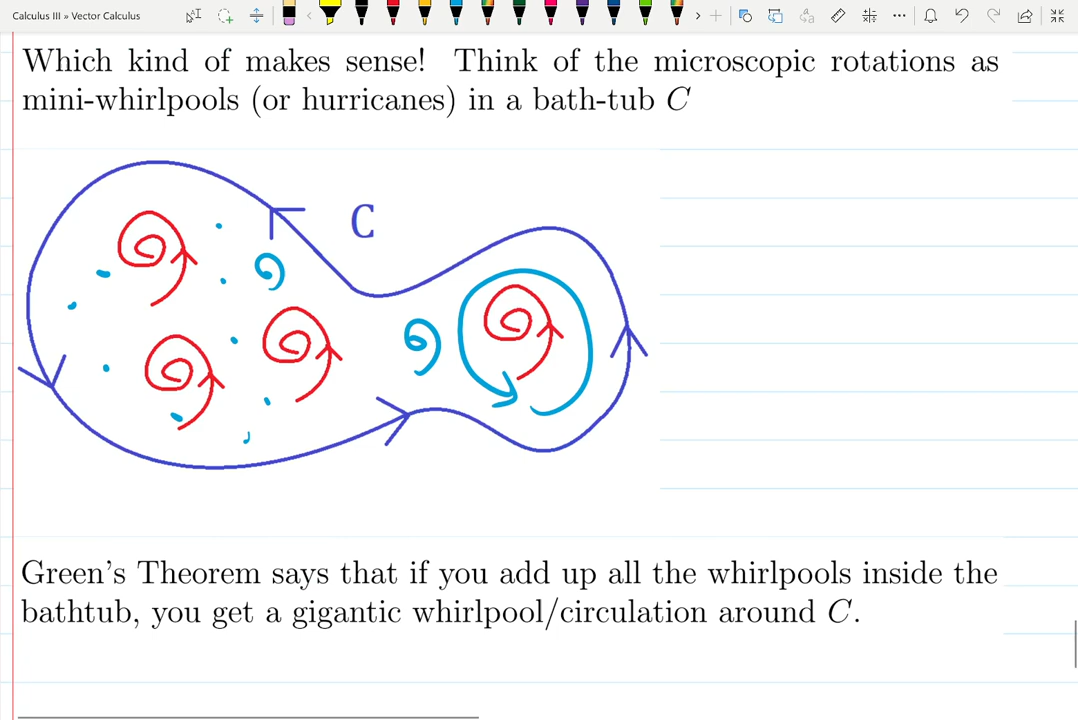 Calculus III » Vector Calculus
Which kind of makes sense! Think of the microscopic rotations as
mini-whirlpools (or hurricanes) in a bath-tub C
C
Green's Theorem says that if you add up all the whirlpools inside the
bathtub, you get a gigantic whirlpool/circulation around C.